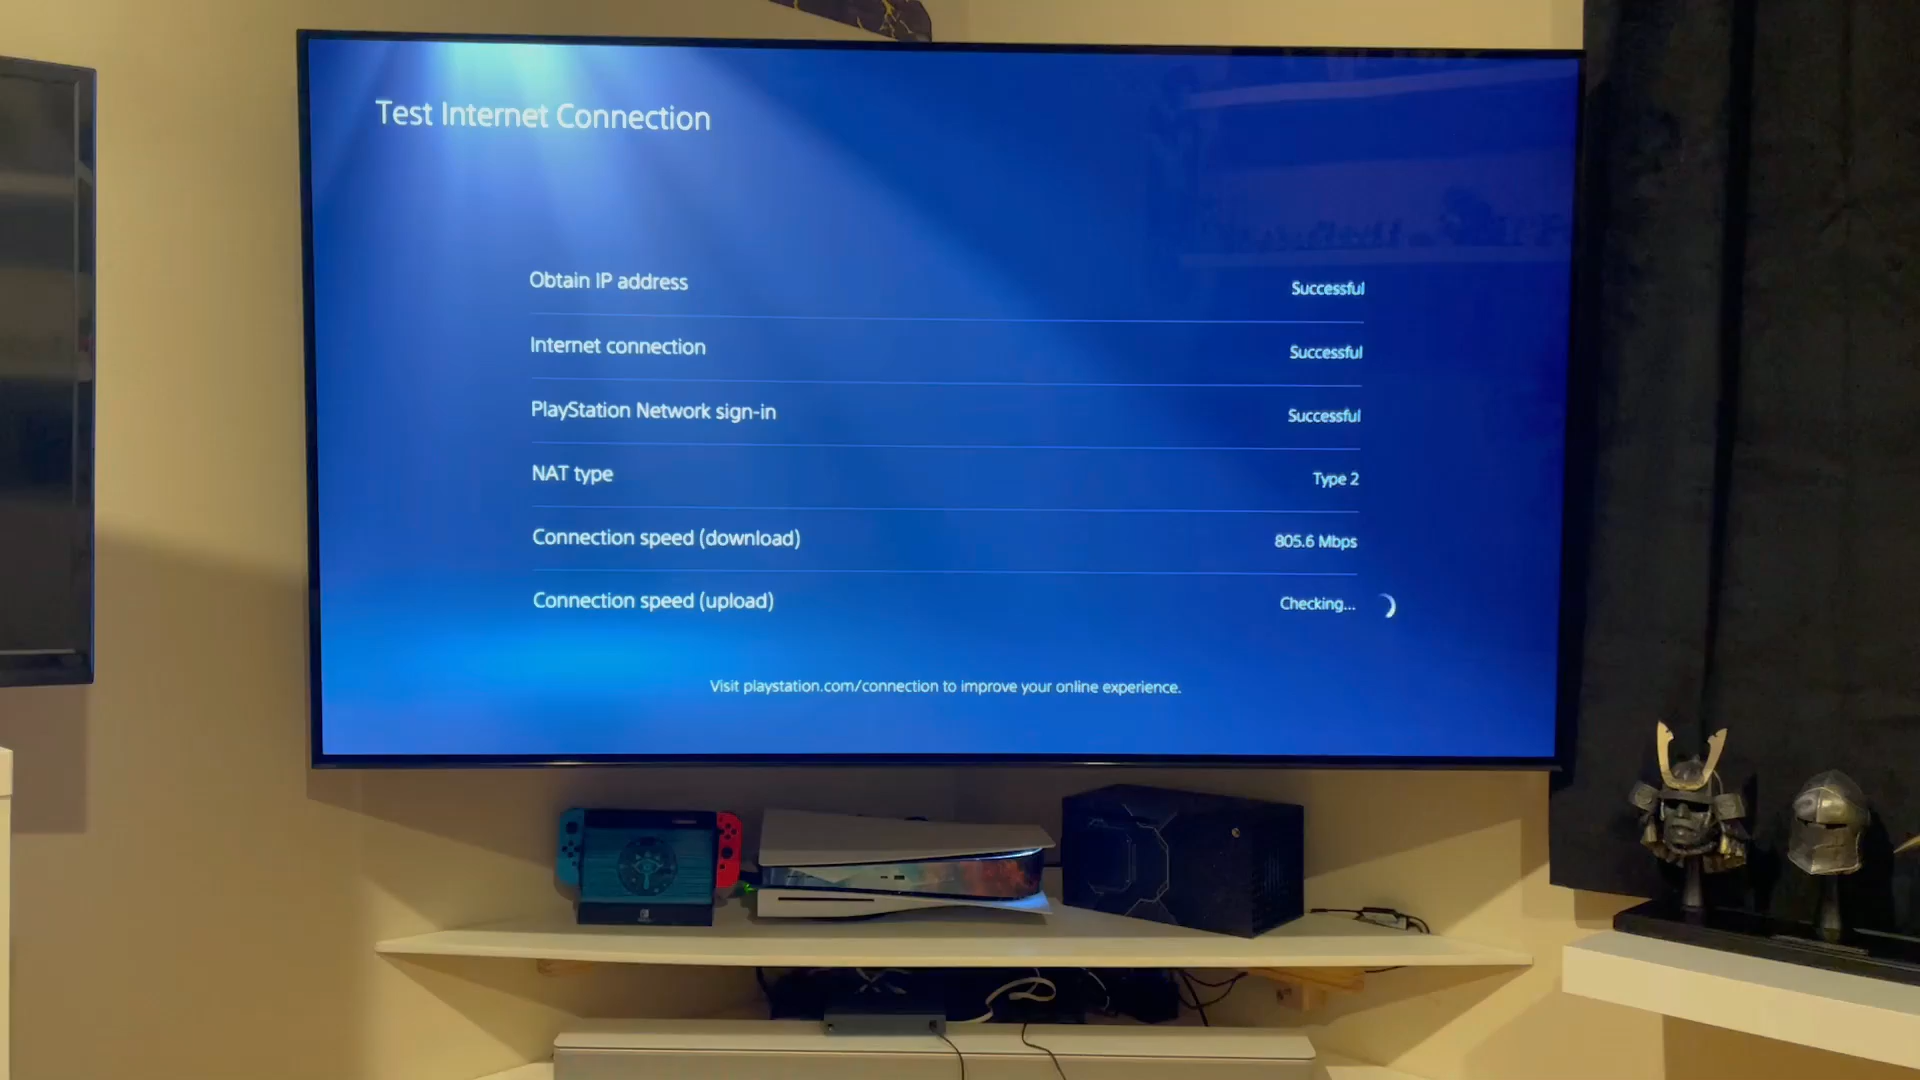 Test Internet Connection
Obtain IP address Successful
Internet connection Successful
PlayStation Network sign-in Successful
NAT type Type 2
Connection speed (download) 805.6 Mbps
Connection speed (upload) Checking...
Visit playstation.com/connection to improve your online experience.